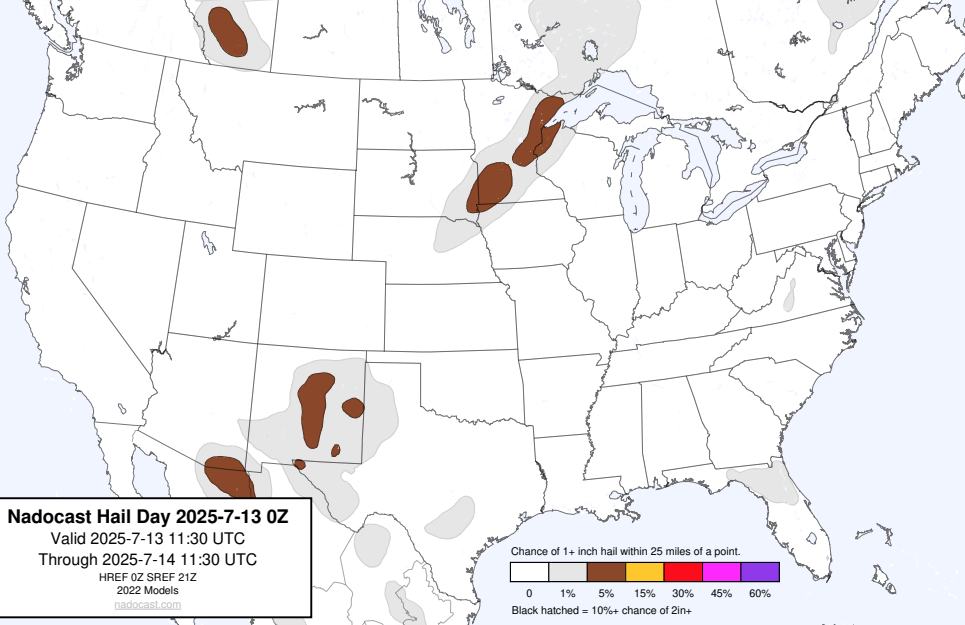 Nadocast Hail Day 2025-7-13 0Z
Valid 2025-7-13 11:30 UTC
Through 2025-7-14 11:30 UTC
HREF 0Z SREF 21Z
2022 Models
nadocast.com
Chance of 1+ inch hail within 25 miles of a point.
0 1% 5% 15% 30% 45% 60%
Black hatched = 10%+ chance of 2in+